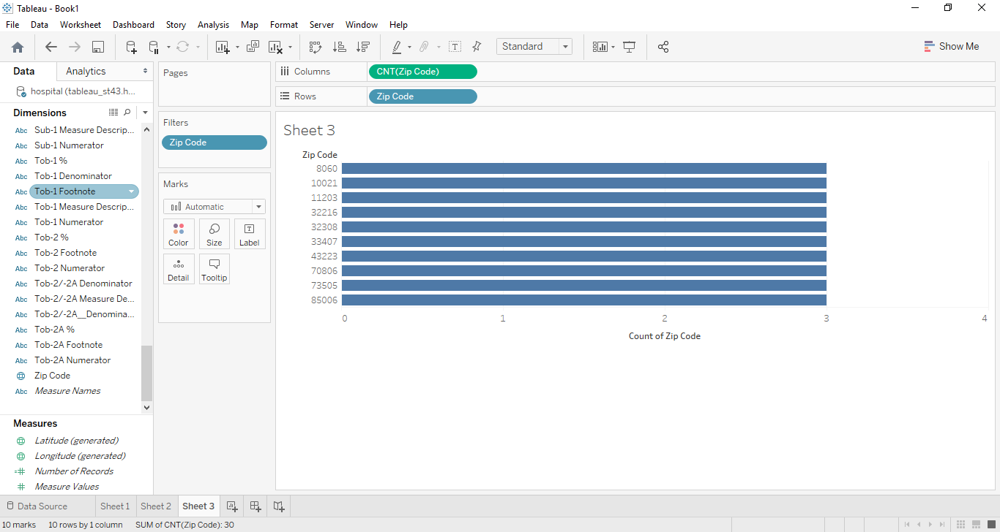 Tableau - Book1
File Data Worksheet Dashboard Story Analysis Map Format Server Window Help
Standard
Show Me
Data Analytics
hospital (tableau_st43.h...
Dimensions
Abc Sub-1 Measure Descrip...
Abc Sub-1 Numerator
Abc Tob-1 %
Abc Tob-1 Denominator
Abc Tob-1 Footnote
Abc Tob-1 Measure Descrip...
Abc Tob-1 Numerator
Abc Tob-2 %
Abc Tob-2 Footnote
Abc Tob-2 Numerator
Abc Tob-2/-2A Denominator
Abc Tob-2/-2A Measure De...
Abc Tob-2/-2A__Denomina...
Abc Tob-2A %
Abc Tob-2A Footnote
Abc Tob-2A Numerator
Zip Code
Abc Measure Names
Measures
Latitude (generated)
Longitude (generated)
=# Number of Records
# Measure Values
Pages
Filters
Zip Code
Marks
Automatic
Color Size Label
Detail Tooltip
Columns CNT(Zip Code)
Rows Zip Code
Sheet 3
Zip Code
8060
10021
11203
32216
32308
33407
43223
70806
73505
85006
0 1 2 3 4
Count of Zip Code
Data Source Sheet 1 Sheet 2 Sheet 3
10 marks 10 rows by 1 column SUM of CNT(Zip Code): 30